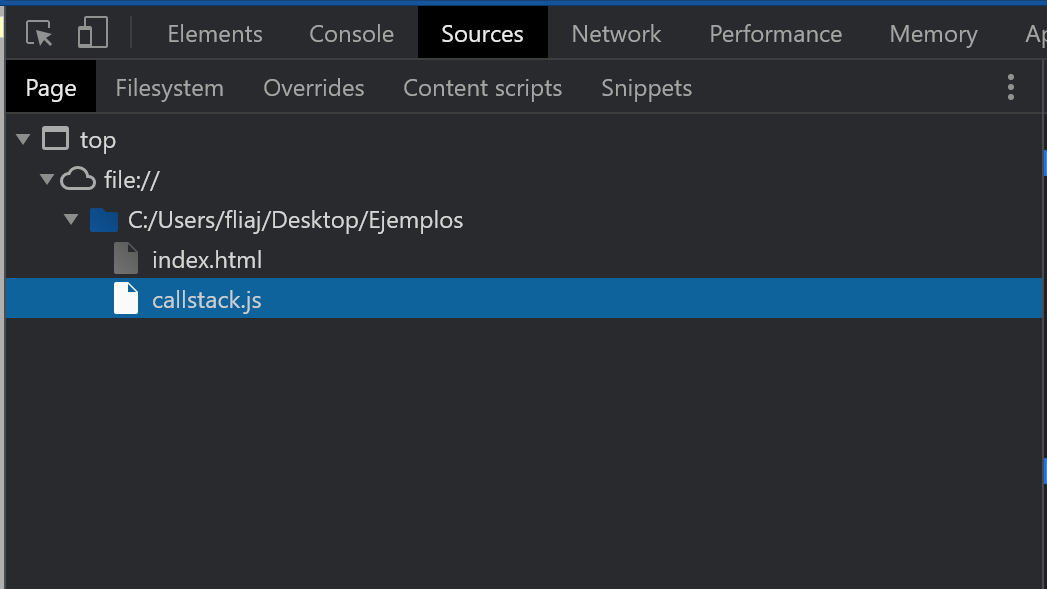 Elements Console Sources Network Performance Memory
Page Filesystem Overrides Content scripts Snippets
top
file://
C:/Users/fliaj/Desktop/Ejemplos
index.html
callstack.js